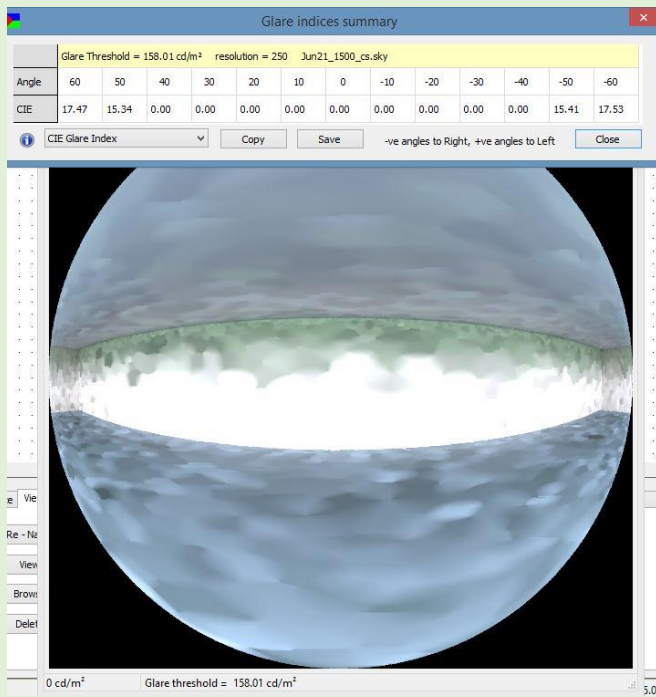 Glare indices summary
Glare Threshold = 158.01 cd/m² resolution = 250 Jun21_1500_cs.sky
Angle 60 50 40 30 20 10 0 -10 -20 -30 -40 -50 -60
CIE 17.47 15.34 0.00 0.00 0.00 0.00 0.00 0.00 0.00 0.00 0.00 15.41 17.53
CIE Glare Index Copy Save -ve angles to Right, +ve angles to Left Close
Vie
Re - Na
View
Brows
Delet
0 cd/m² Glare threshold = 158.01 cd/m²